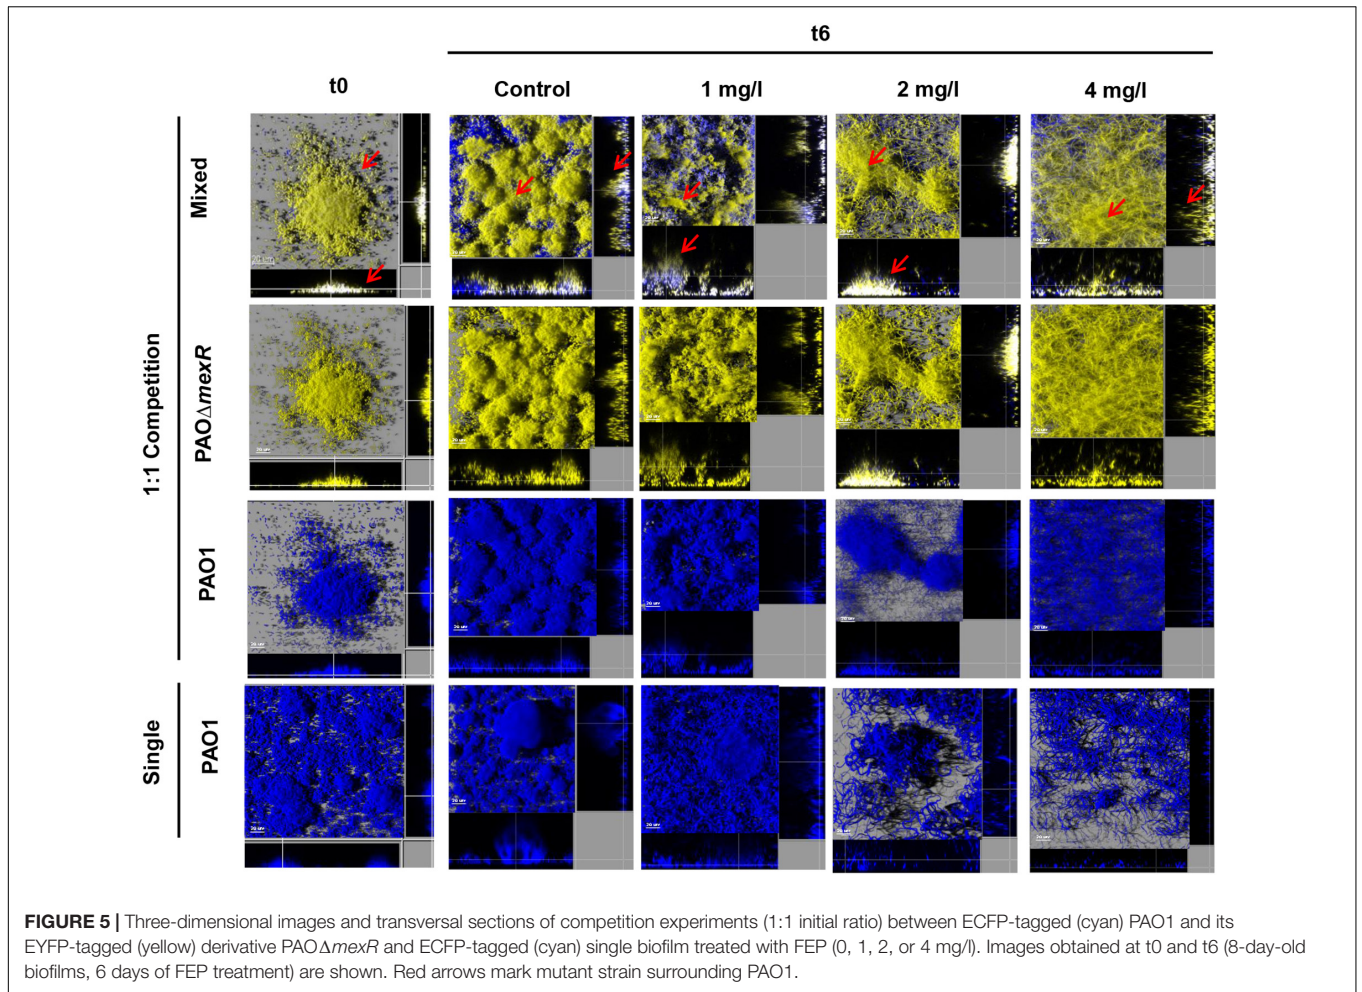 t6
t0
Control
1 mg/l
2 mg/l
4 mg/l
1:1 Competition
Mixed
PAOΔmexR
PAO1
Single
PAO1
FIGURE 5 | Three-dimensional images and transversal sections of competition experiments (1:1 initial ratio) between ECFP-tagged (cyan) PAO1 and its
EYFP-tagged (yellow) derivative PAOΔmexR and ECFP-tagged (cyan) single biofilm treated with FEP (0, 1, 2, or 4 mg/l). Images obtained at t0 and t6 (8-day-old
biofilms, 6 days of FEP treatment) are shown. Red arrows mark mutant strain surrounding PAO1.